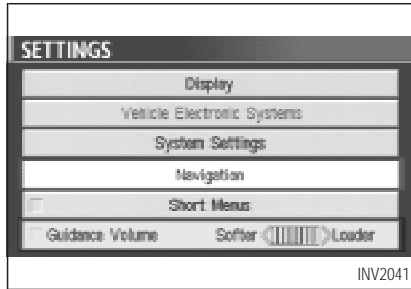 SETTINGS
Display
Vehicle Electronic Systems
System Settings
Navigation
Short Menus
Guidance Volume Softer Louder
INV2041